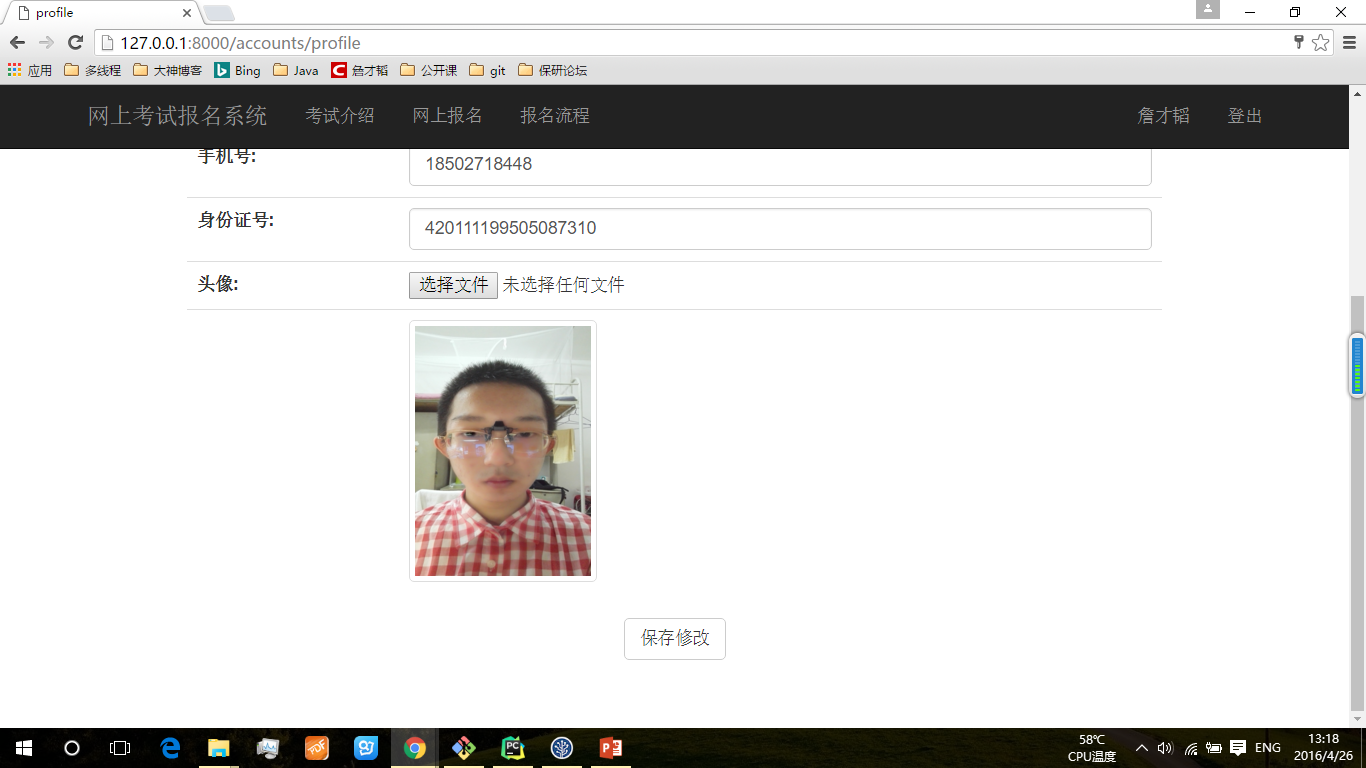 profile
127.0.0.1:8000/accounts/profile
应用 多线程 大神博客 Bing Java 詹才韬 公开课 git 保研论坛
网上考试报名系统 考试介绍 网上报名 报名流程 詹才韬 登出
手机号: 18502718448
身份证号: 420111199505087310
头像: 选择文件 未选择任何文件
保存修改
58℃
CPU温度
ENG
13:18
2016/4/26